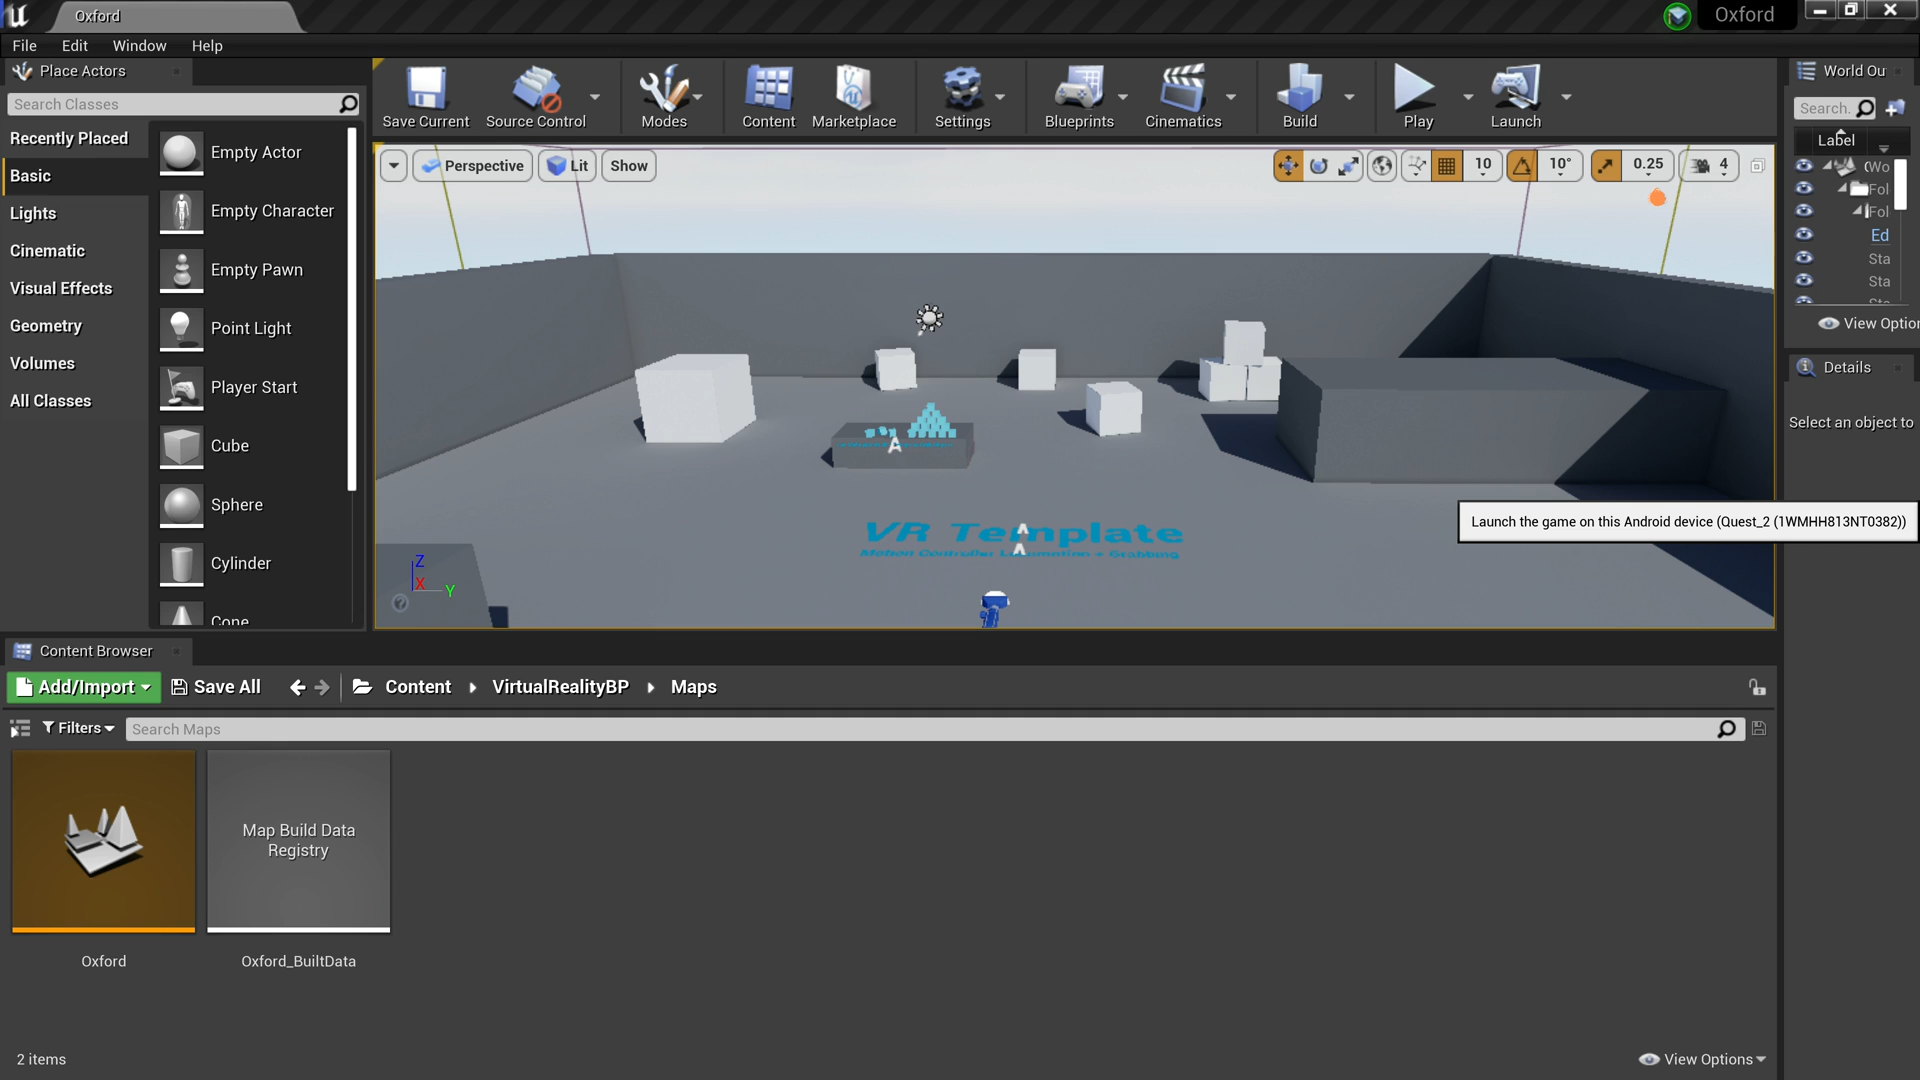 Oxford
Oxford
File Edit Window Help
Place Actors
World Ou
Search Classes
Save Current Source Control Modes Content Marketplace Settings Blueprints Cinematics Build Play Launch
Search.
Label
Recently Placed
Basic
Lights
Cinematic
Visual Effects
Geometry
Volumes
All Classes
Empty Actor
Empty Character
Empty Pawn
Point Light
Player Start
Cube
Sphere
Cylinder
Cone
Perspective Lit Show
10 10° 0.25 4
(Wo
Fol
Fol
Ed
Sta
Sta
Sta
View Option
Details
Select an object to
Launch the game on this Android device (Quest_2 (1WMHH813NT0382))
VR Template
Motion Controller Locomotion + Grabbing
Z
X
Y
Content Browser
Add/Import Save All Content VirtualRealityBP Maps
Filters Search Maps
Map Build Data
Registry
Oxford
Oxford_BuiltData
2 items
View Options